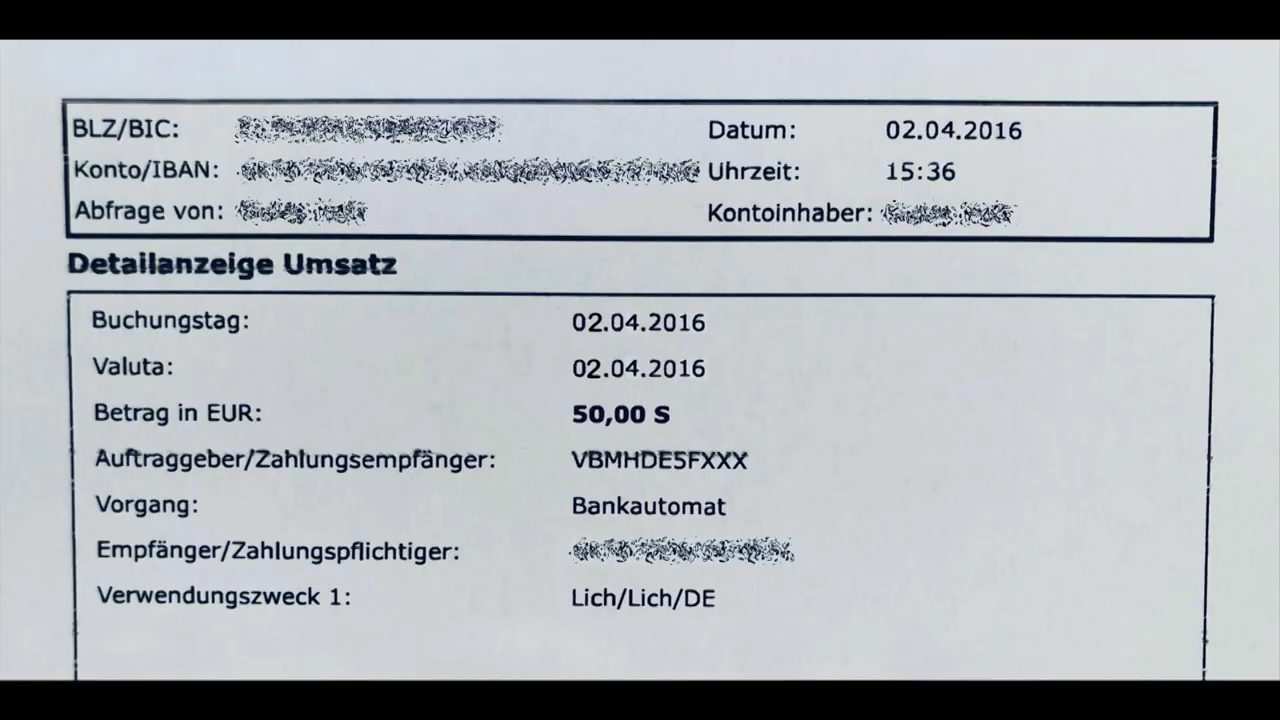 BLZ/BIC: Datum: 02.04.2016
Konto/IBAN: Uhrzeit: 15:36
Abfrage von: Kontoinhaber:
Detailanzeige Umsatz
Buchungstag: 02.04.2016
Valuta: 02.04.2016
Betrag in EUR: 50,00 S
Auftraggeber/Zahlungsempfänger: VBMHDE5FXXX
Vorgang: Bankautomat
Empfänger/Zahlungspflichtiger:
Verwendungszweck 1: Lich/Lich/DE